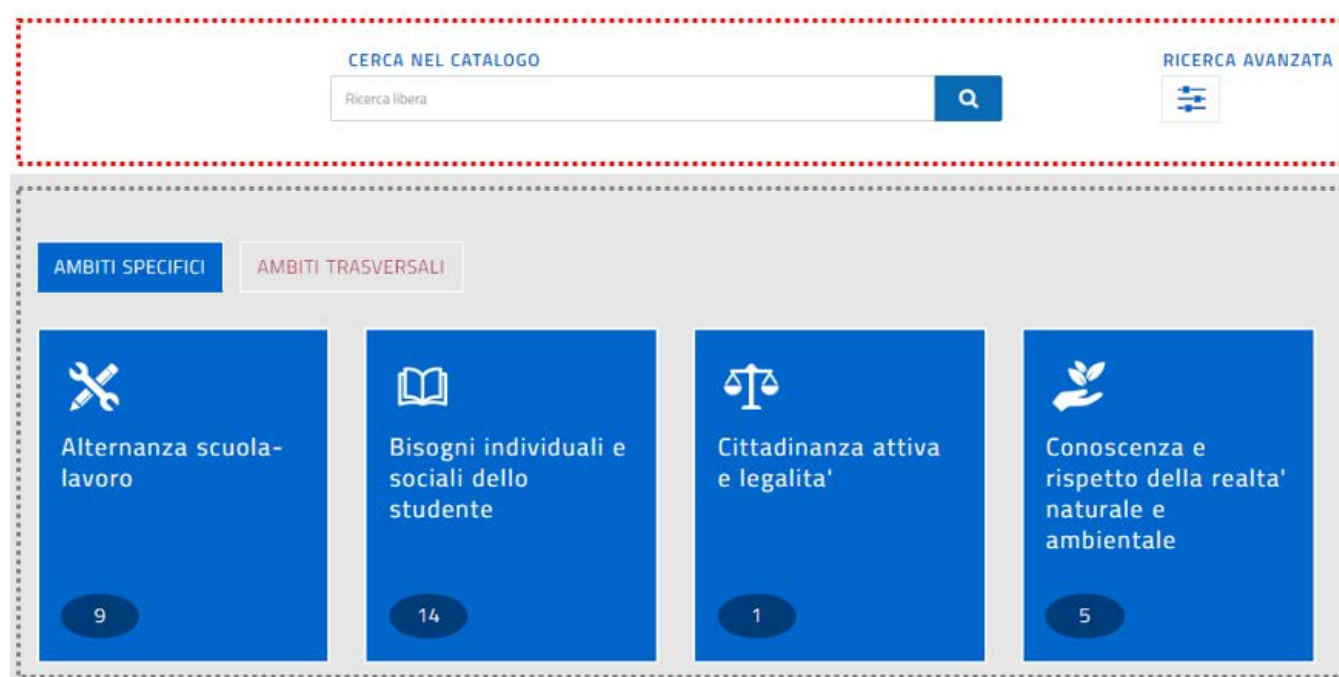 CERCA NEL CATALOGO
RICERCA AVANZATA
Ricerca libera
AMBITI SPECIFICI
AMBITI TRASVERSALI
Alternanza scuola-
lavoro
9
Bisogni individuali e
sociali dello
studente
14
Cittadinanza attiva
e legalita'
1
Conoscenza e
rispetto della realta'
naturale e
ambientale
5